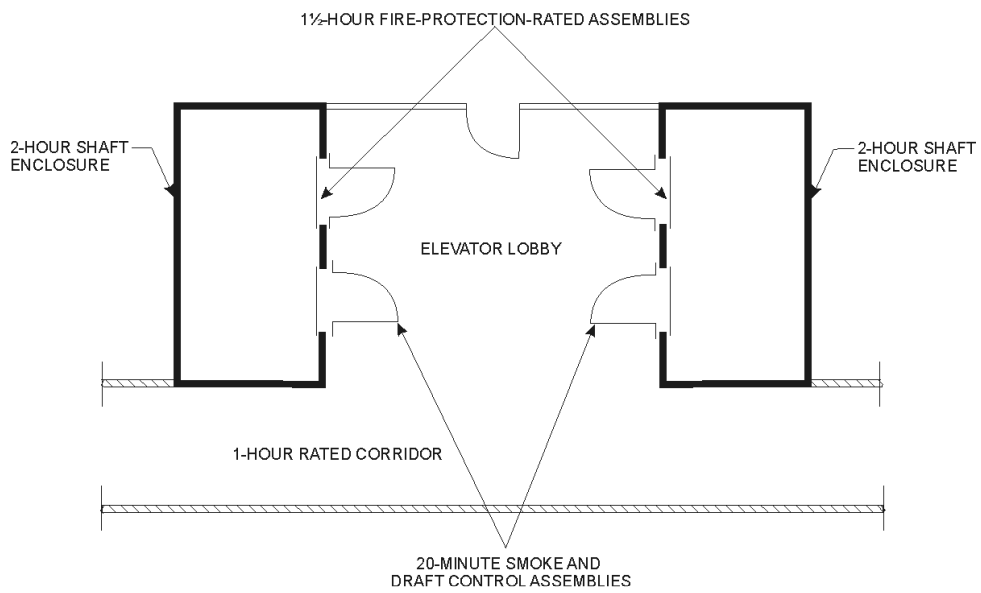 1½-HOUR FIRE-PROTECTION-RATED ASSEMBLIES
2-HOUR SHAFT
ENCLOSURE
2-HOUR SHAFT
ENCLOSURE
ELEVATOR LOBBY
1-HOUR RATED CORRIDOR
20-MINUTE SMOKE AND
DRAFT CONTROL ASSEMBLIES